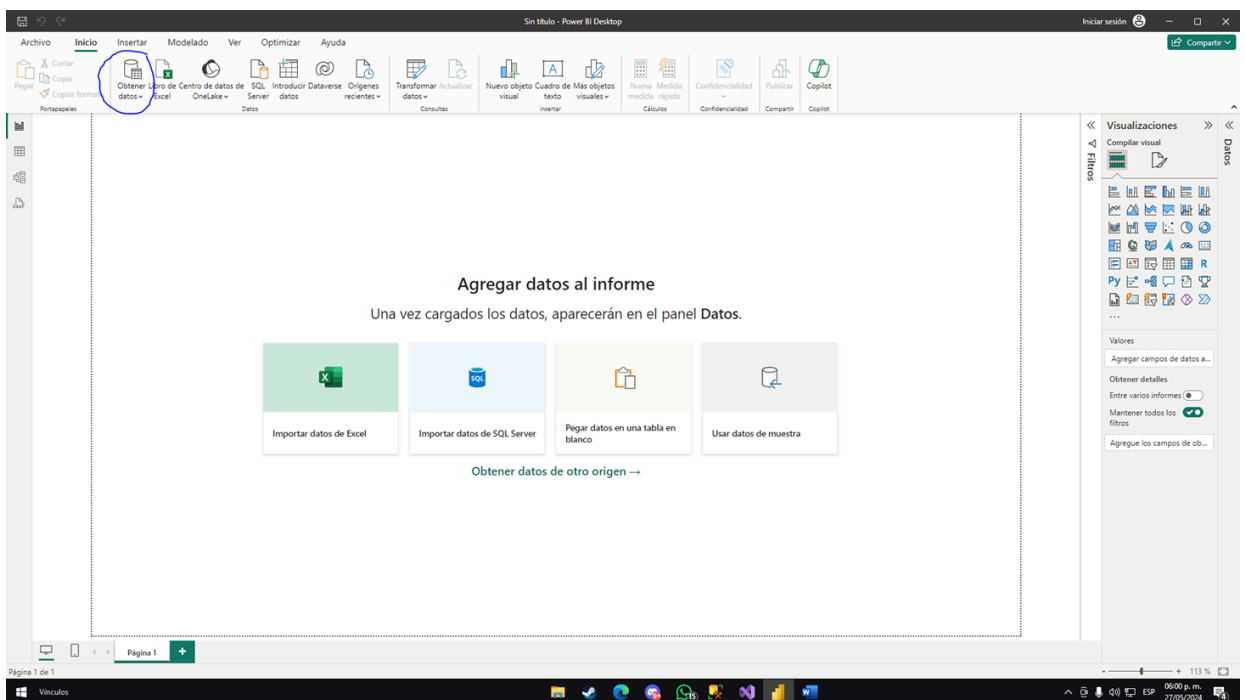 Sin título - Power BI Desktop
Iniciar sesión
Archivo Inicio Insertar Modelado Ver Optimizar Ayuda
Compartir
Pegar
Cortar
Copia
Copiar format
Portapapeles
Obtener datos
Libro de Excel
Centro de datos de OneLake
SQL Server
Introducir datos
Dataverse
Orígenes recientes
Datos
Transformar datos
Actualizar
Consultas
Nuevo objeto visual
Cuadro de texto
Más objetos visuales
Insertar
Nueva medida
Medida rápida
Cálculos
Confidencialidad
Confidencialidad
Publicar
Compartir
Copilot
Copilot
Filtros
Visualizaciones
Datos
Compilar visual
R
Py
...
Valores
Agregar campos de datos a...
Obtener detalles
Entre varios informes
Mantener todos los
filtros
Agregue los campos de ob...
Agregar datos al informe
Una vez cargados los datos, aparecerán en el panel Datos.
X
SQL
Importar datos de Excel
Importar datos de SQL Server
Pegar datos en una tabla en
blanco
Usar datos de muestra
Obtener datos de otro origen →
Página 1
+
Página 1 de 1
- + 113 %
Vínculos
15
ESP
06:00 p. m.
27/05/2024
4